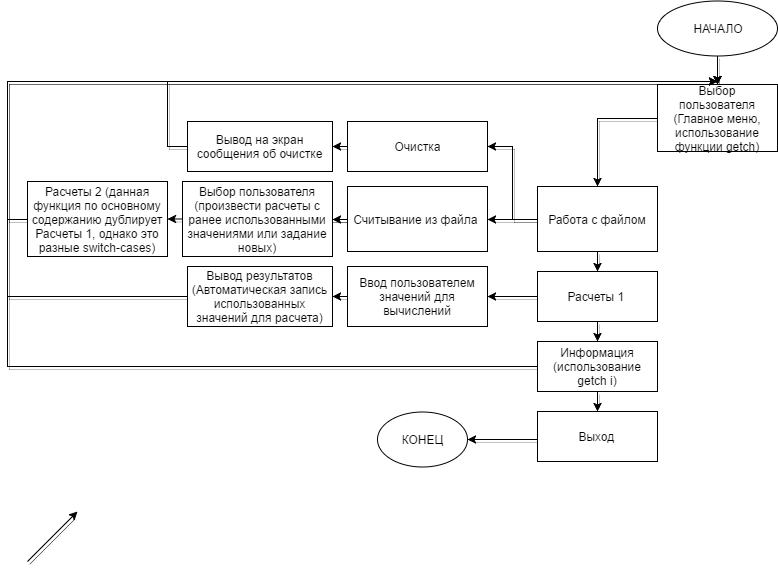 НАЧАЛО
Выбор
пользователя
(Главное меню,
использование
функции getch)
Вывод на экран
сообщения об очистке
Очистка
Расчеты 2 (данная
функция по основному
содержанию дублирует
Расчеты 1, однако это
разные switch-cases)
Выбор пользователя
(произвести расчеты с
ранее использованными
значениями или задание
новых)
Считывание из файла
Работа с файлом
Вывод результатов
(Автоматическая запись
использованных
значений для расчета)
Ввод пользователем
значений для
вычислений
Расчеты 1
Информация
(использование
getch i)
КОНЕЦ
Выход